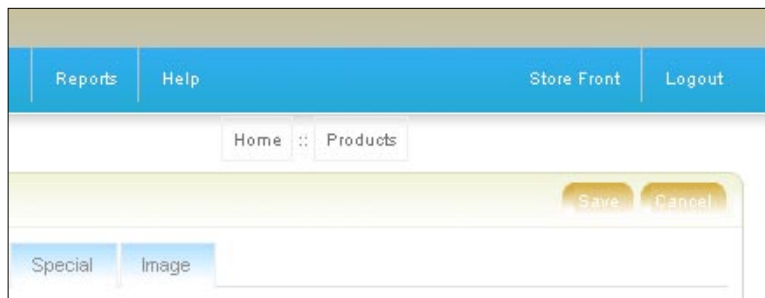 Reports Help Store Front Logout
Home :: Products
Save Cancel
Special Image